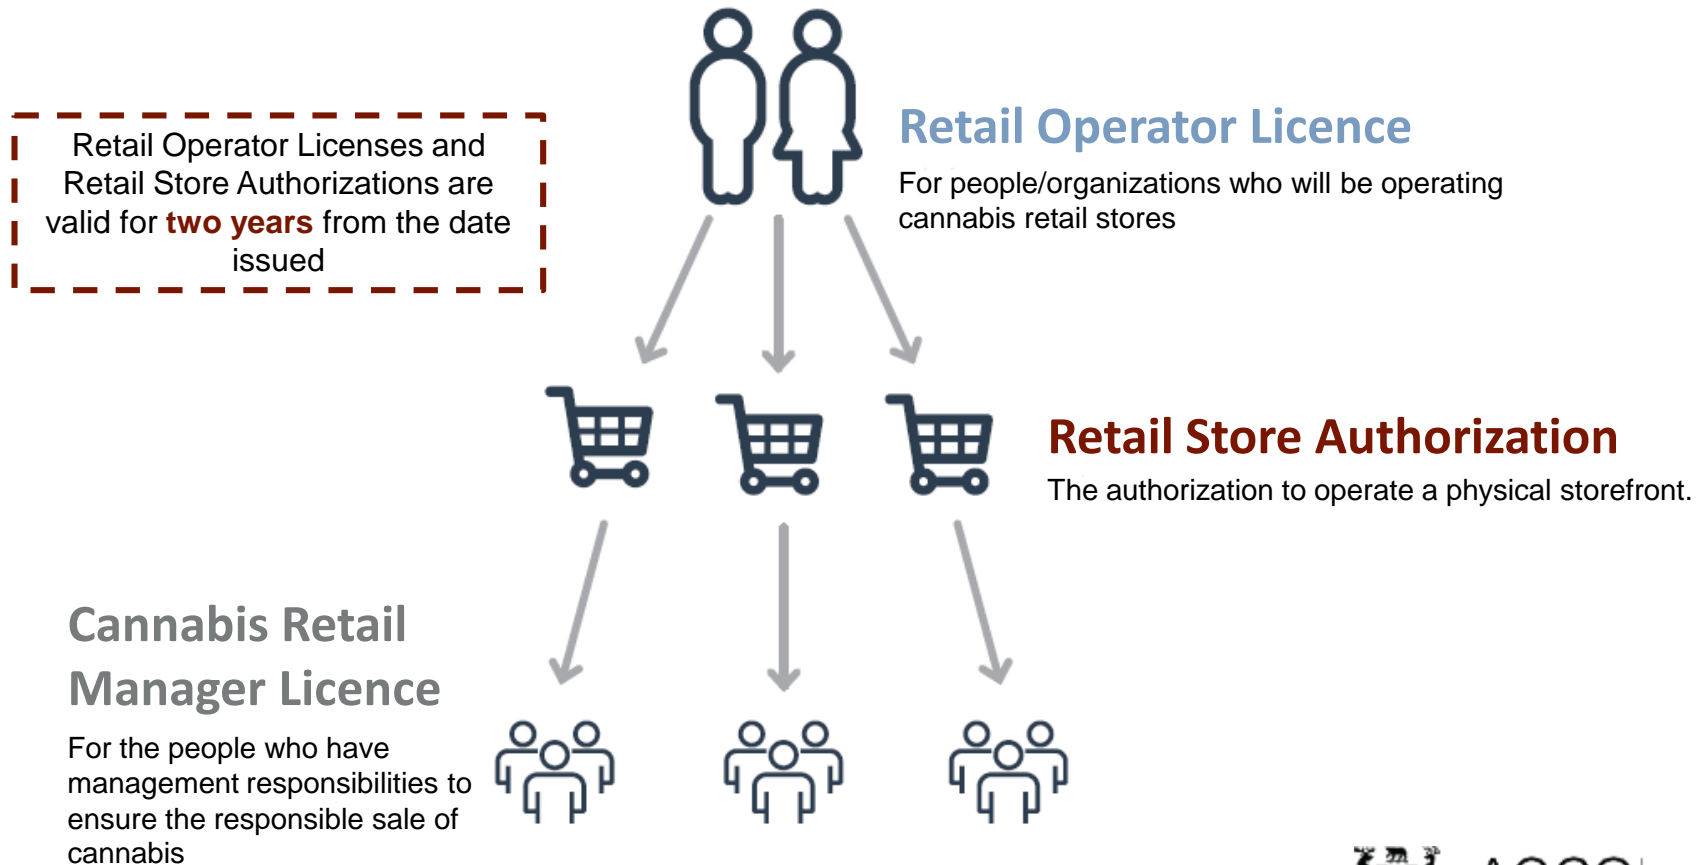 Retail Operator Licenses and
Retail Store Authorizations are
valid for two years from the date
issued
Retail Operator Licence
For people/organizations who will be operating
cannabis retail stores
Retail Store Authorization
The authorization to operate a physical storefront.
Cannabis Retail
Manager Licence
For the people who have
management responsibilities to
ensure the responsible sale of
cannabis